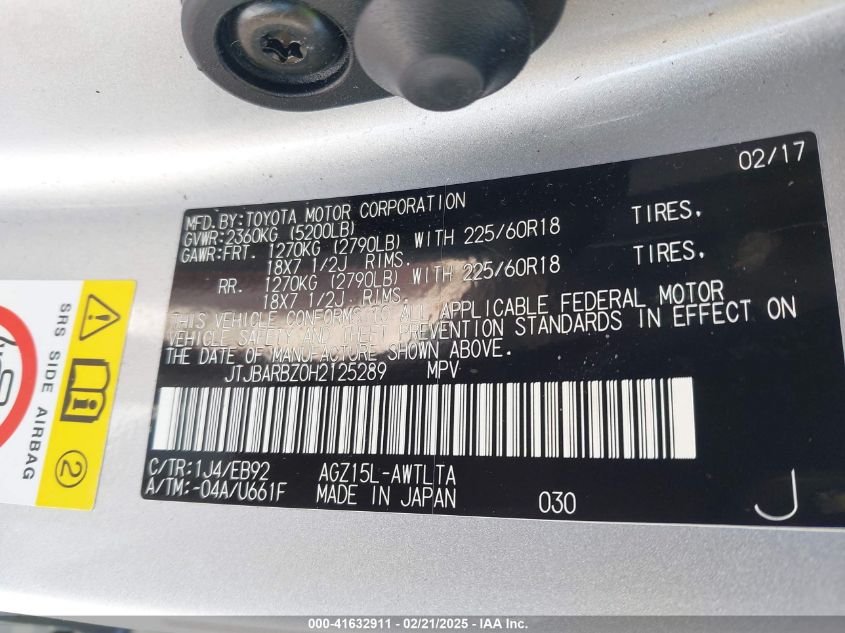 02/17
MFD. BY: TOYOTA MOTOR CORPORATION
GVWR: 2360KG (5200LB)
GAWR: FRT. 1270KG (2790LB) WITH 225/60R18 TIRES,
18X7 1/2J RIMS.
RR. 1270KG (2790LB) WITH 225/60R18 TIRES,
18X7 1/2J RIMS.
THIS VEHICLE CONFORMS TO ALL APPLICABLE FEDERAL MOTOR
VEHICLE SAFETY AND THEFT PREVENTION STANDARDS IN EFFECT ON
THE DATE OF MANUFACTURE SHOWN ABOVE.
JTJBARBZ0H2125289 MPV
C/TR: 1J4/EB92 AGZ15L-AWTLTA
A/TM: -04A/U661F MADE IN JAPAN 030 J
SRS SIDE AIRBAG
2
000-41632911 - 02/21/2025 - IAA Inc.